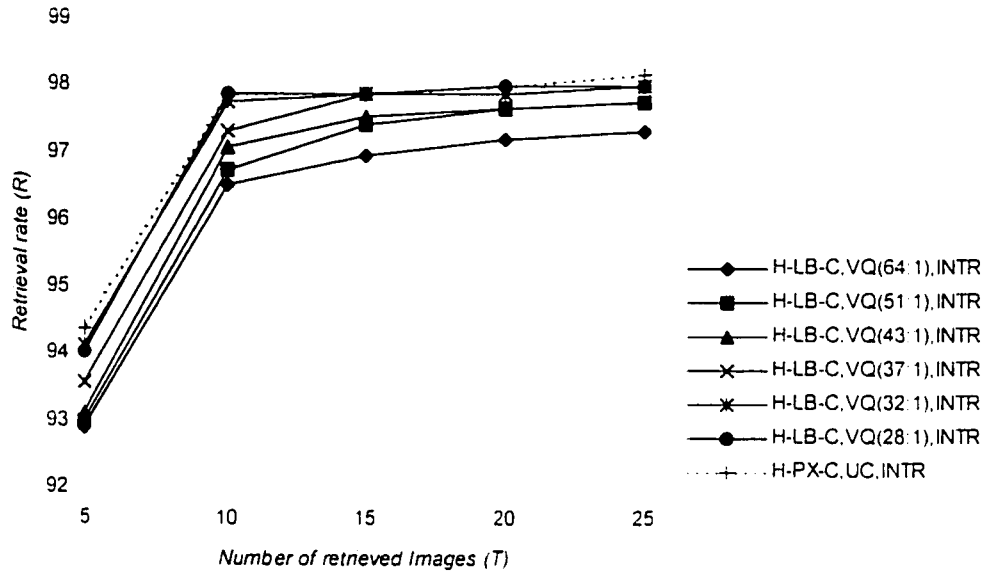 99
98
97
96
95
94
93
92
Retrieval rate (R)
5 10 15 20 25
Number of retrieved Images (T)
H-LB-C,VQ(64:1),INTR
H-LB-C,VQ(51:1),INTR
H-LB-C,VQ(43:1),INTR
H-LB-C,VQ(37:1),INTR
H-LB-C,VQ(32:1),INTR
H-LB-C,VQ(28:1),INTR
H-PX-C,UC,INTR